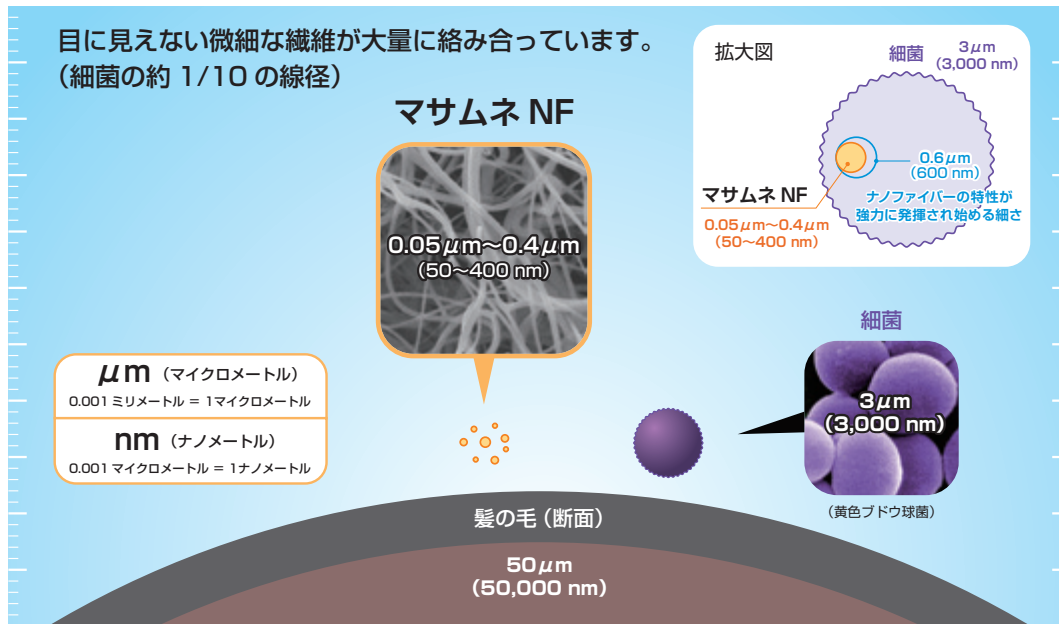 目に見えない微細な繊維が大量に絡み合っています。
(細菌の約 1/10 の線径)
マサムネ NF
0.05μm〜0.4μm
(50〜400 nm)
拡大図
細菌
3μm
(3,000 nm)
0.6μm
(600 nm)
ナノファイバーの特性が
強力に発揮され始める細さ
マサムネ NF
0.05μm〜0.4μm
(50〜400 nm)
μm(マイクロメートル)
0.001 ミリメートル = 1マイクロメートル
nm(ナノメートル)
0.001 マイクロメートル = 1ナノメートル
細菌
3μm
(3,000 nm)
(黄色ブドウ球菌)
髪の毛(断面)
50μm
(50,000 nm)